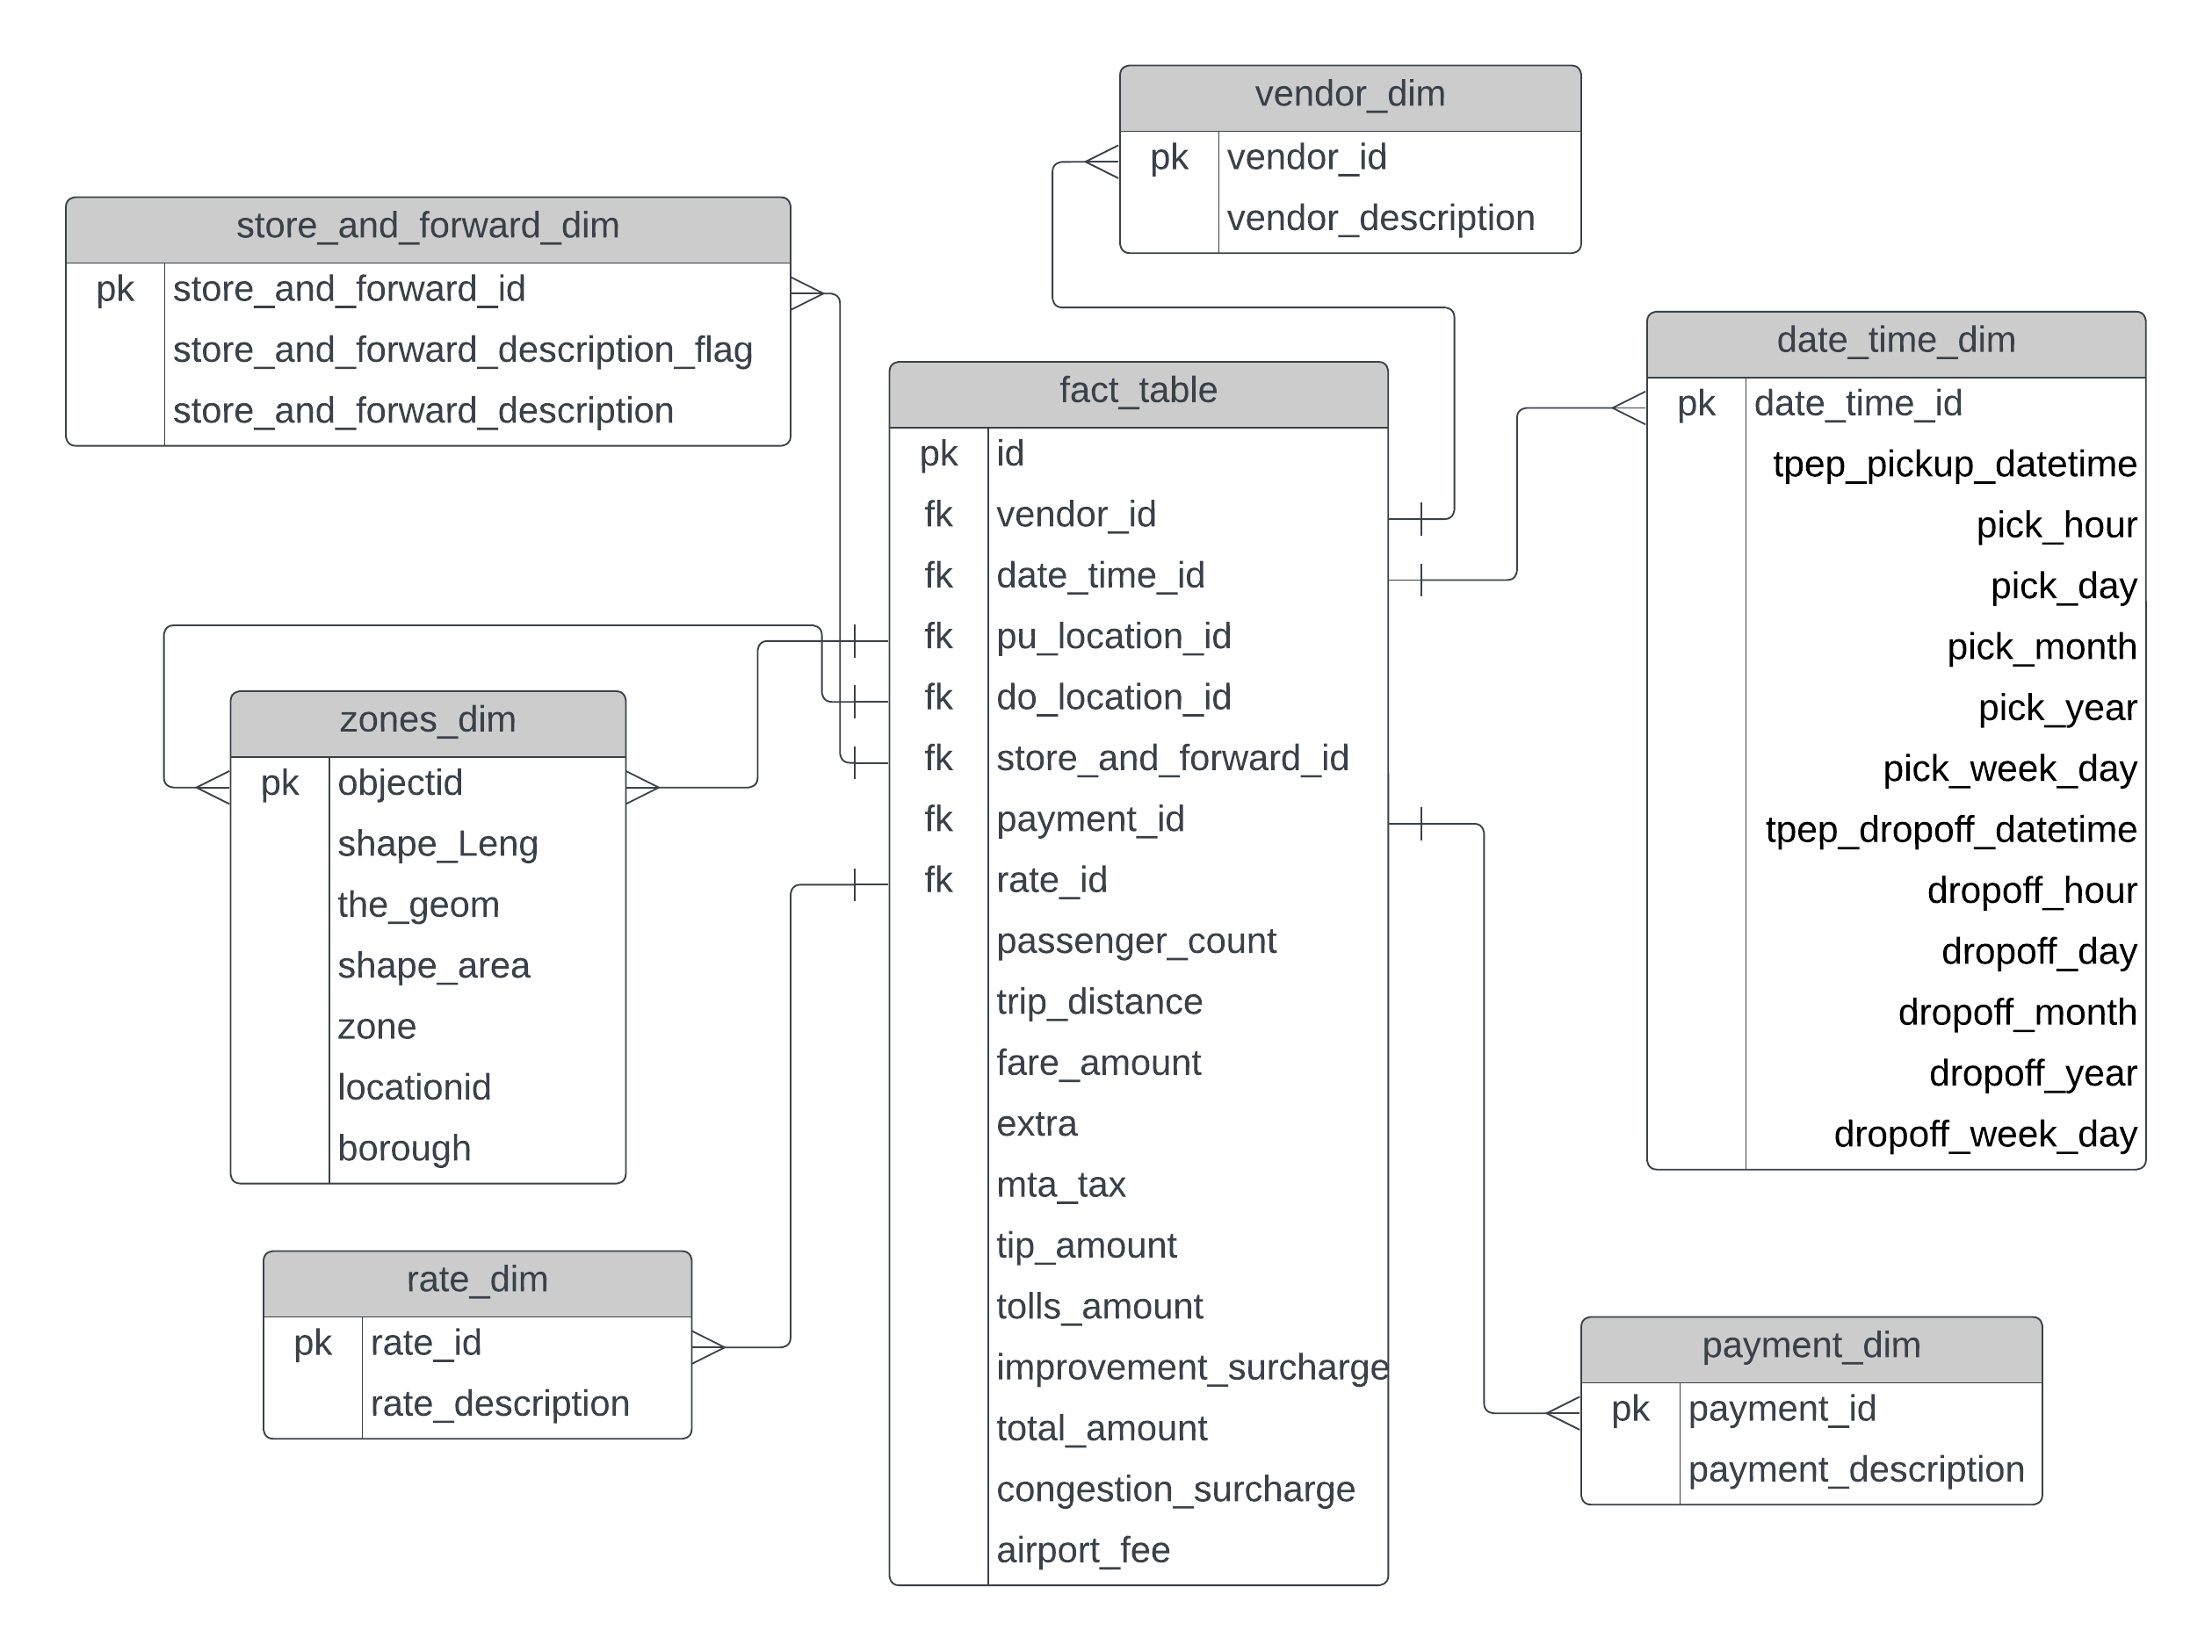 vendor_dim
pk vendor_id
vendor_description
store_and_forward_dim
pk store_and_forward_id
store_and_forward_description_flag
store_and_forward_description
date_time_dim
pk date_time_id
tpep_pickup_datetime
pick_hour
pick_day
pick_month
pick_year
pick_week_day
tpep_dropoff_datetime
dropoff_hour
dropoff_day
dropoff_month
dropoff_year
dropoff_week_day
fact_table
pk id
fk vendor_id
fk date_time_id
fk pu_location_id
fk do_location_id
fk store_and_forward_id
fk payment_id
fk rate_id
passenger_count
trip_distance
fare_amount
extra
mta_tax
tip_amount
tolls_amount
improvement_surcharge
total_amount
congestion_surcharge
airport_fee
zones_dim
pk objectid
shape_Leng
the_geom
shape_area
zone
locationid
borough
rate_dim
pk rate_id
rate_description
payment_dim
pk payment_id
payment_description